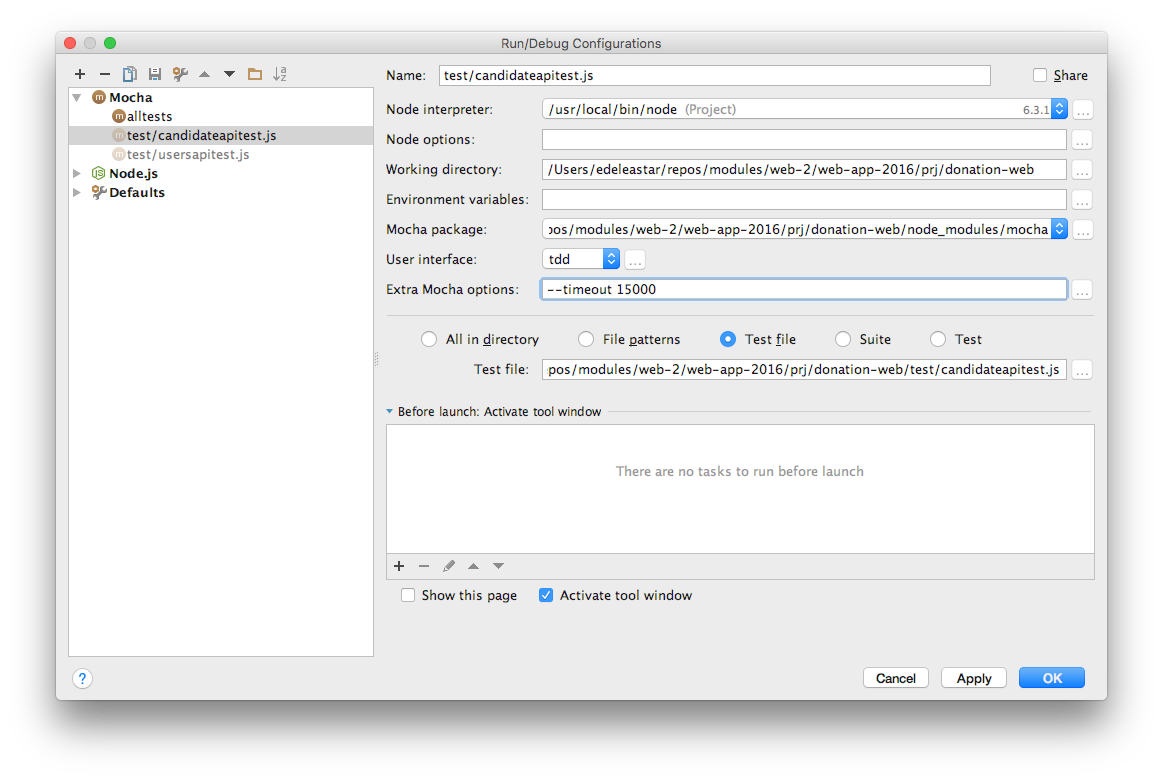 Run/Debug Configurations
Mocha
alltests
test/candidateapitest.js
test/usersapitest.js
Node.js
Defaults
Name: test/candidateapitest.js Share
Node interpreter: /usr/local/bin/node (Project) 6.3.1 ...
Node options: ...
Working directory: /Users/edeleastar/repos/modules/web-2/web-app-2016/prj/donation-web ...
Environment variables: ...
Mocha package: pos/modules/web-2/web-app-2016/prj/donation-web/node_modules/mocha ...
User interface: tdd ...
Extra Mocha options: --timeout 15000 ...
All in directory File patterns Test file Suite Test
Test file: pos/modules/web-2/web-app-2016/prj/donation-web/test/candidateapitest.js ...
Before launch: Activate tool window
There are no tasks to run before launch
Show this page Activate tool window
? Cancel Apply OK